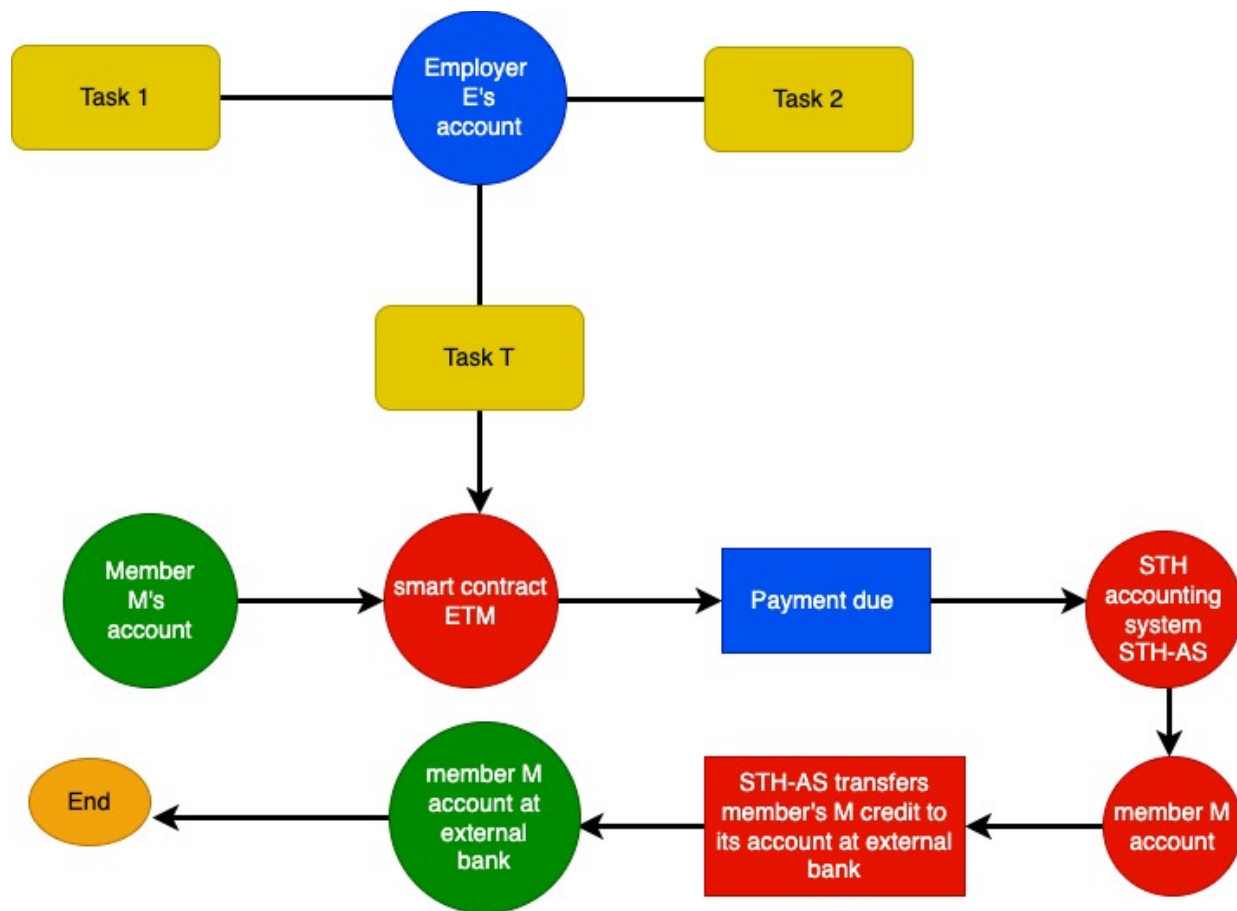 Task 1
Employer
E's
account
Task 2
Task T
Member
M's
account
smart contract
ETM
Payment due
STH
accounting
system
STH-AS
End
member M
account at
external
bank
STH-AS transfers
member's M credit to
its account at external
bank
member M
account